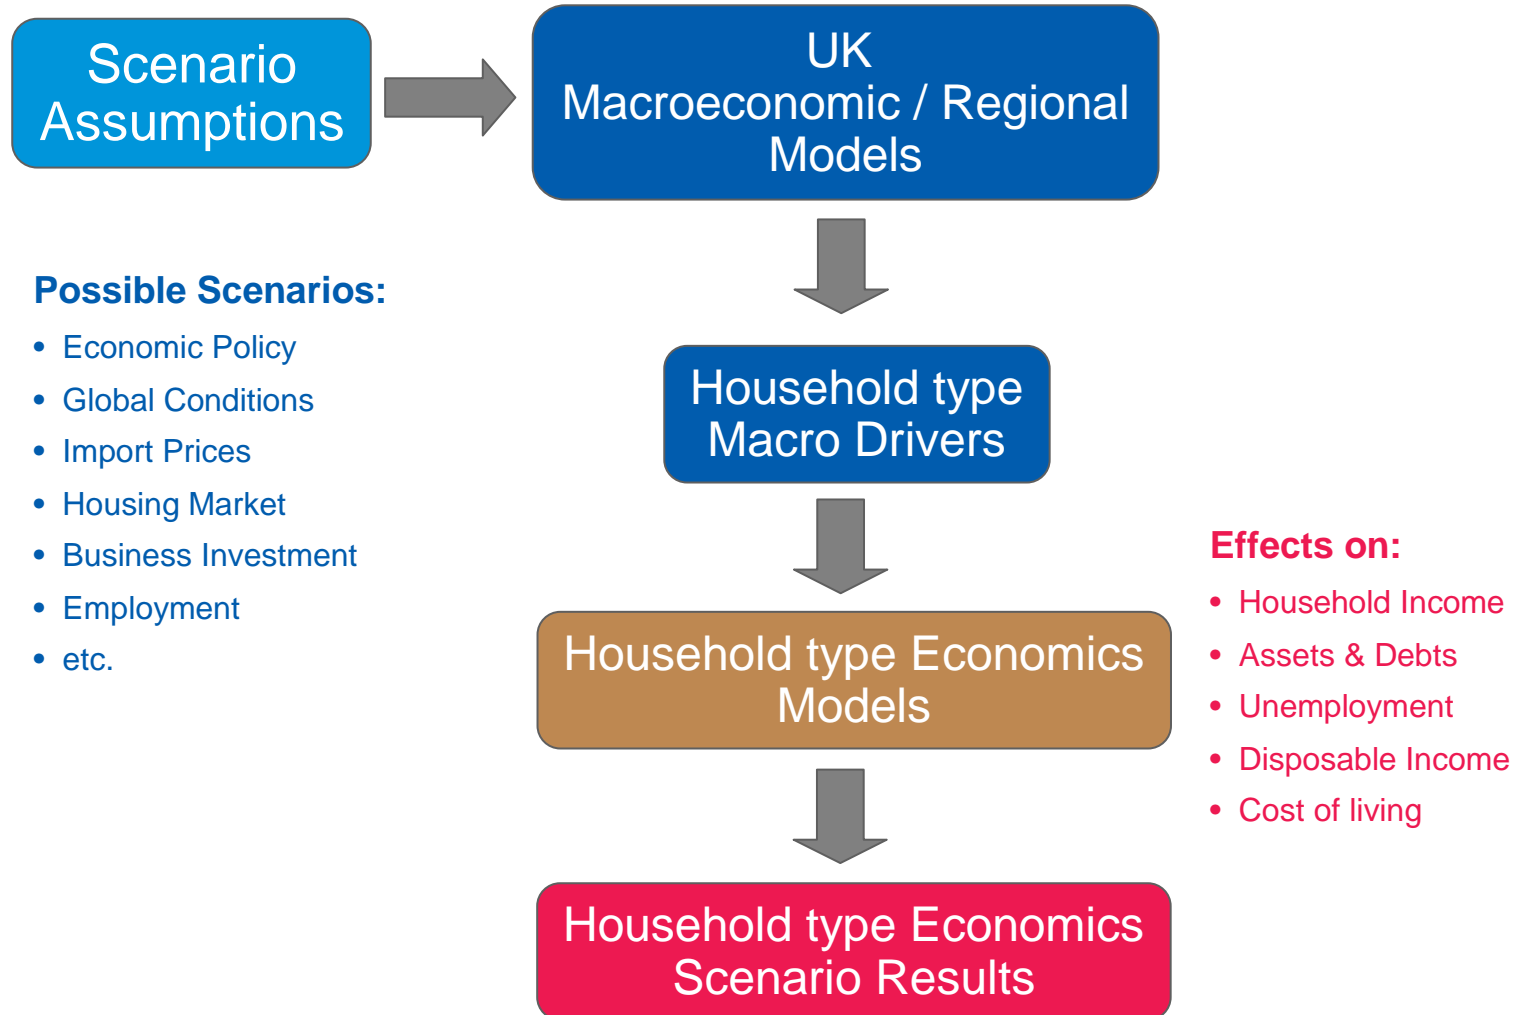 Scenario
Assumptions
UK
Macroeconomic / Regional
Models
Possible Scenarios:
• Economic Policy
• Global Conditions
• Import Prices
• Housing Market
• Business Investment
• Employment
• etc.
Household type
Macro Drivers
Household type Economics
Models
Effects on:
• Household Income
• Assets & Debts
• Unemployment
• Disposable Income
• Cost of living
Household type Economics
Scenario Results